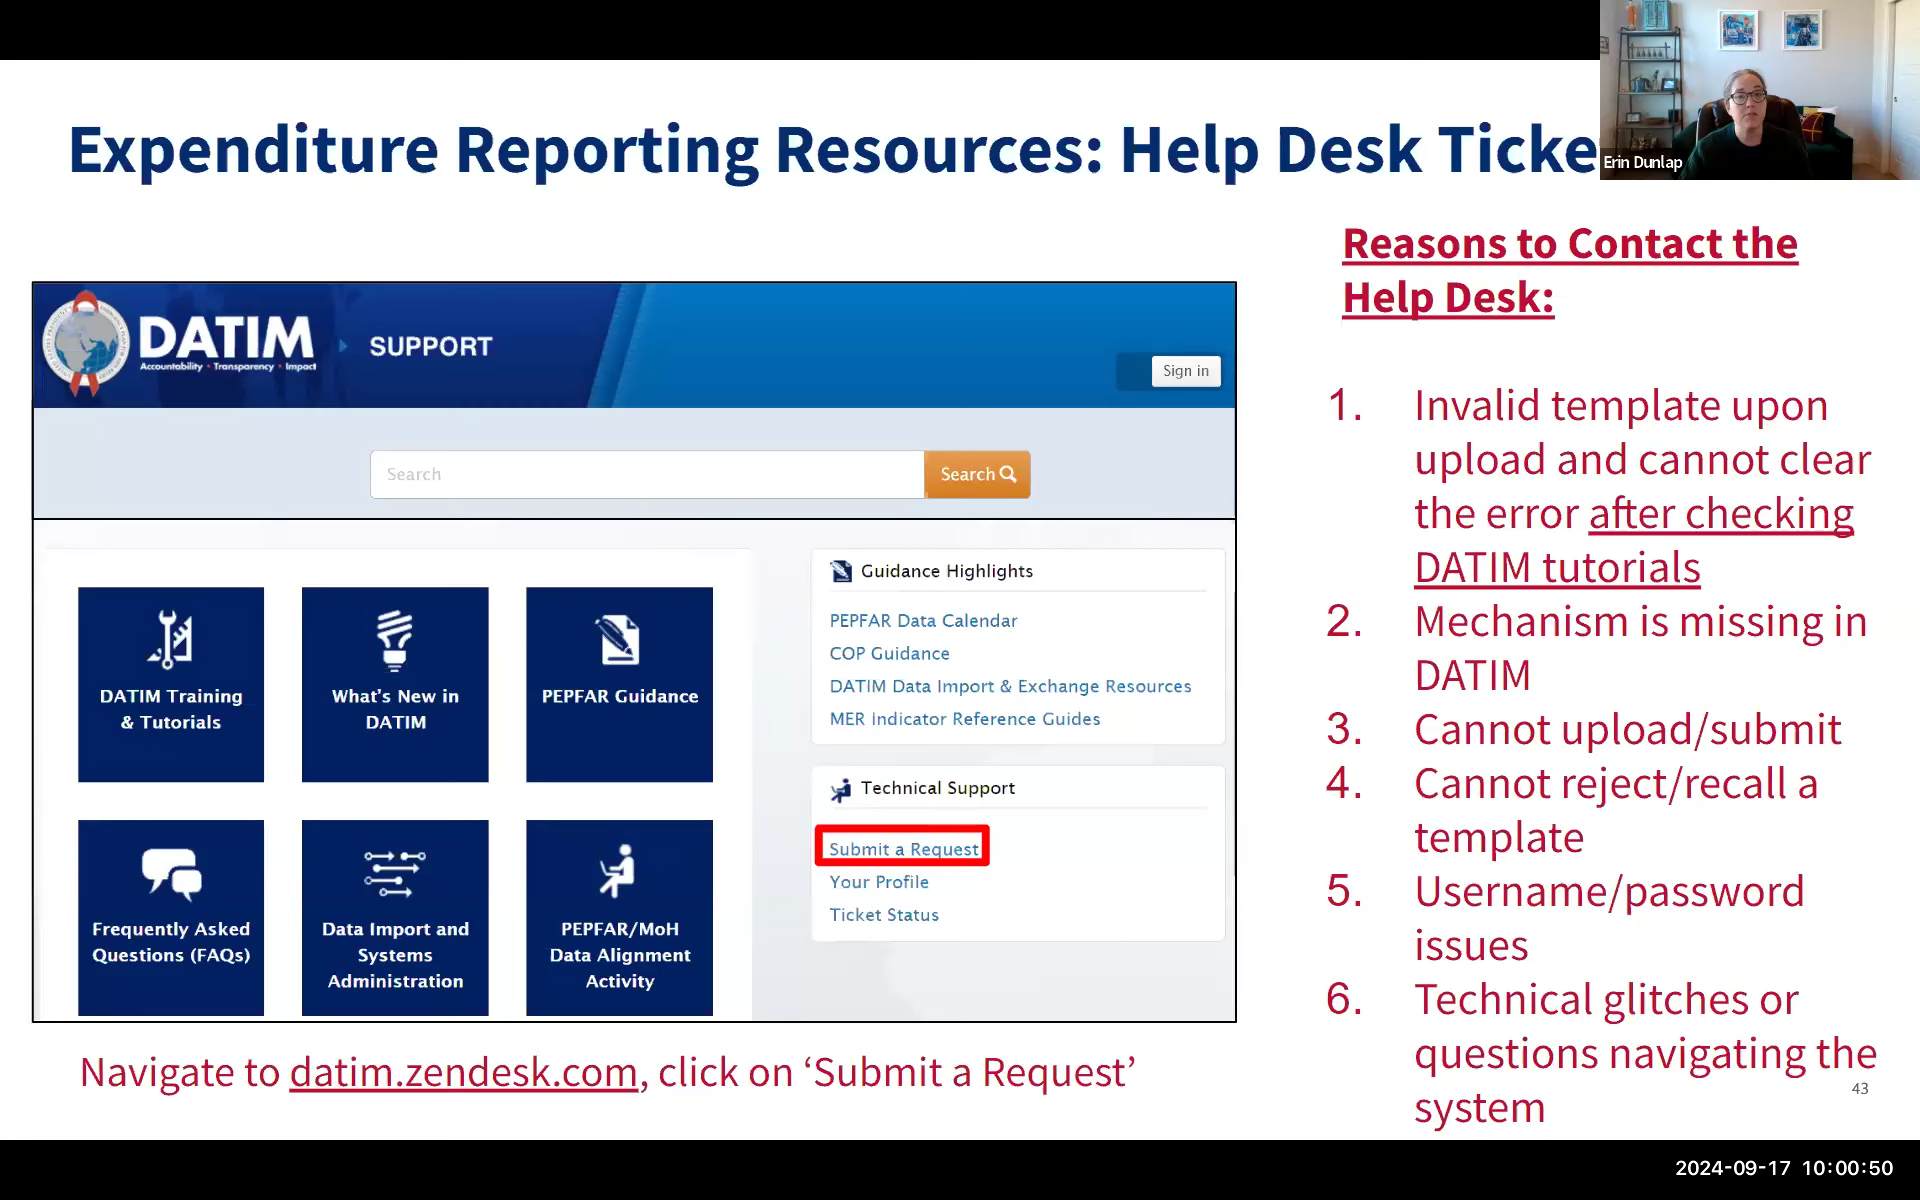 Expenditure Reporting Resources: Help Desk Ticke
Erin Dunlap
DATIM
Accountability • Transparency • Impact
SUPPORT
Sign in
Search
Search
DATIM Training
& Tutorials
What's New in
DATIM
PEPFAR Guidance
Frequently Asked
Questions (FAQs)
Data Import and
Systems
Administration
PEPFAR/MoH
Data Alignment
Activity
Guidance Highlights
PEPFAR Data Calendar
COP Guidance
DATIM Data Import & Exchange Resources
MER Indicator Reference Guides
Technical Support
Submit a Request
Your Profile
Ticket Status
Navigate to datim.zendesk.com, click on ‘Submit a Request’
Reasons to Contact the
Help Desk:
1. Invalid template upon
upload and cannot clear
the error after checking
DATIM tutorials
2. Mechanism is missing in
DATIM
3. Cannot upload/submit
4. Cannot reject/recall a
template
5. Username/password
issues
6. Technical glitches or
questions navigating the
system
43
2024-09-17 10:00:50